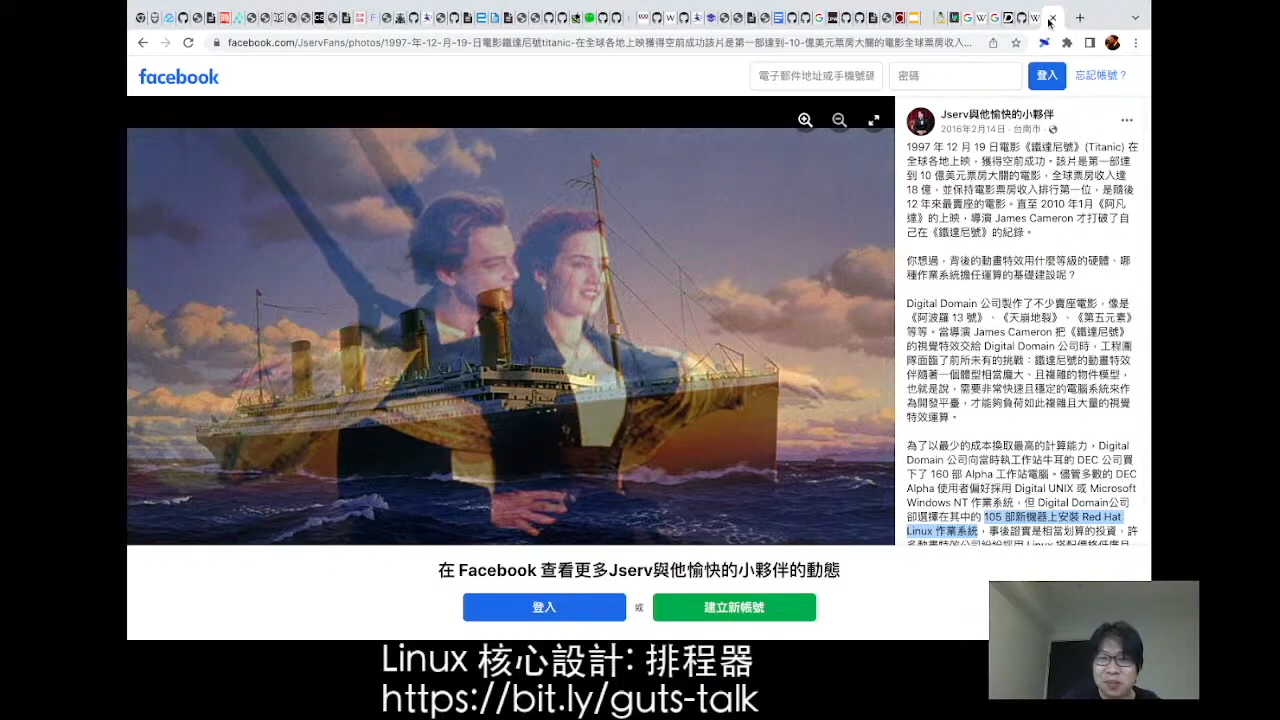 facebook.com/JservFans/photos/1997-年-12-月-19-日電影鐵達尼號titanic-在全球各地上映獲得空前成功該片是第一部達到-10-億美元票房大關的電影全球票房收入...
facebook
電子郵件地址或手機號碼
密碼
登入
忘記帳號？
Jserv與他愉快的小夥伴
2016年2月14日 · 台南市 ·
1997 年 12 月 19 日電影《鐵達尼號》(Titanic) 在
全球各地上映，獲得空前成功。該片是第一部達
到 10 億美元票房大關的電影，全球票房收入達
18 億，並保持電影票房收入排行第一位，是隨後
12 年來最賣座的電影。直至 2010 年1月《阿凡
達》的上映，導演 James Cameron 才打破了自
己在《鐵達尼號》的紀錄。
你想過，背後的動畫特效用什麼等級的硬體、哪
種作業系統擔任運算的基礎建設呢？
Digital Domain 公司製作了不少賣座電影，像是
《阿波羅 13 號》、《天崩地裂》、《第五元素》
等等。當導演 James Cameron 把《鐵達尼號》
的視覺特效交給 Digital Domain 公司時，工程團
隊面臨了前所未有的挑戰：鐵達尼號的動畫特效
伴隨著一個體型相當龐大、且複雜的物件模型，
也就是說，需要非常快速且穩定的電腦系統來作
為開發平臺，才能夠負荷如此複雜且大量的視覺
特效運算。
為了以最少的成本換取最高的計算能力，Digital
Domain 公司向當時執工作站牛耳的 DEC 公司買
下了 160 部 Alpha 工作站電腦。儘管多數的 DEC
Alpha 使用者偏好採用 Digital UNIX 或 Microsoft
Windows NT 作業系統，但 Digital Domain公司
卻選擇在其中的 105 部新機器上安裝 Red Hat
Linux 作業系統，事後證實是相當划算的投資，許
多動畫特效公司紛紛採用 Linux 搭配價格低廉且
在 Facebook 查看更多Jserv與他愉快的小夥伴的動態
登入
或
建立新帳號
Linux 核心設計: 排程器
https://bit.ly/guts-talk